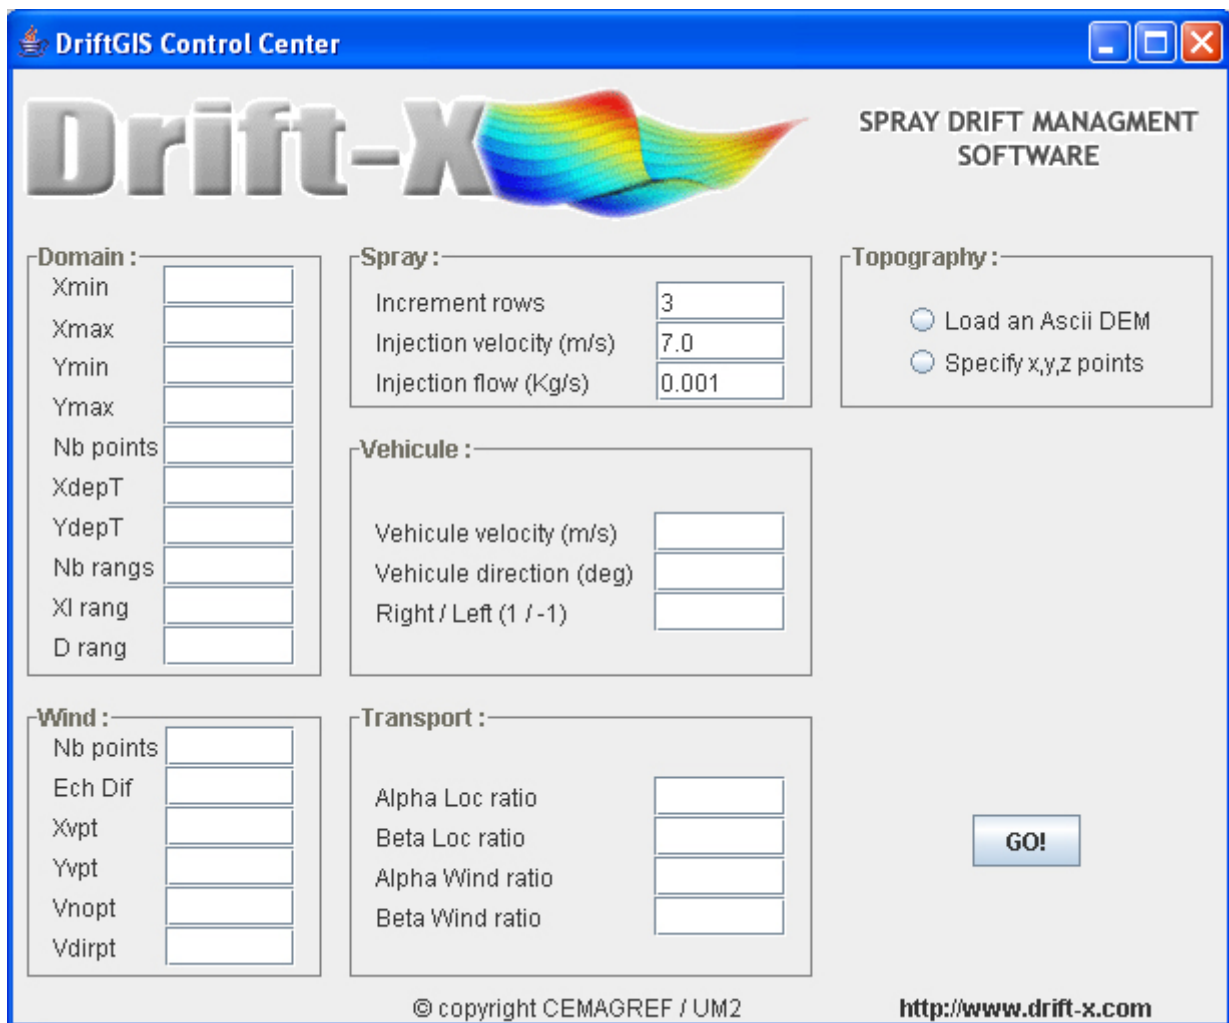 DriftGIS Control Center
Drift-X
SPRAY DRIFT MANAGMENT
SOFTWARE
Domain :
Xmin
Xmax
Ymin
Ymax
Nb points
XdepT
YdepT
Nb rangs
Xl rang
D rang
Spray :
Increment rows 3
Injection velocity (m/s) 7.0
Injection flow (Kg/s) 0.001
Topography :
Load an Ascii DEM
Specify x,y,z points
Vehicule :
Vehicule velocity (m/s)
Vehicule direction (deg)
Right / Left (1 / -1)
Wind :
Nb points
Ech Dif
Xvpt
Yvpt
Vnopt
Vdirpt
Transport :
Alpha Loc ratio
Beta Loc ratio
Alpha Wind ratio
Beta Wind ratio
GO!
© copyright CEMAGREF / UM2
http://www.drift-x.com